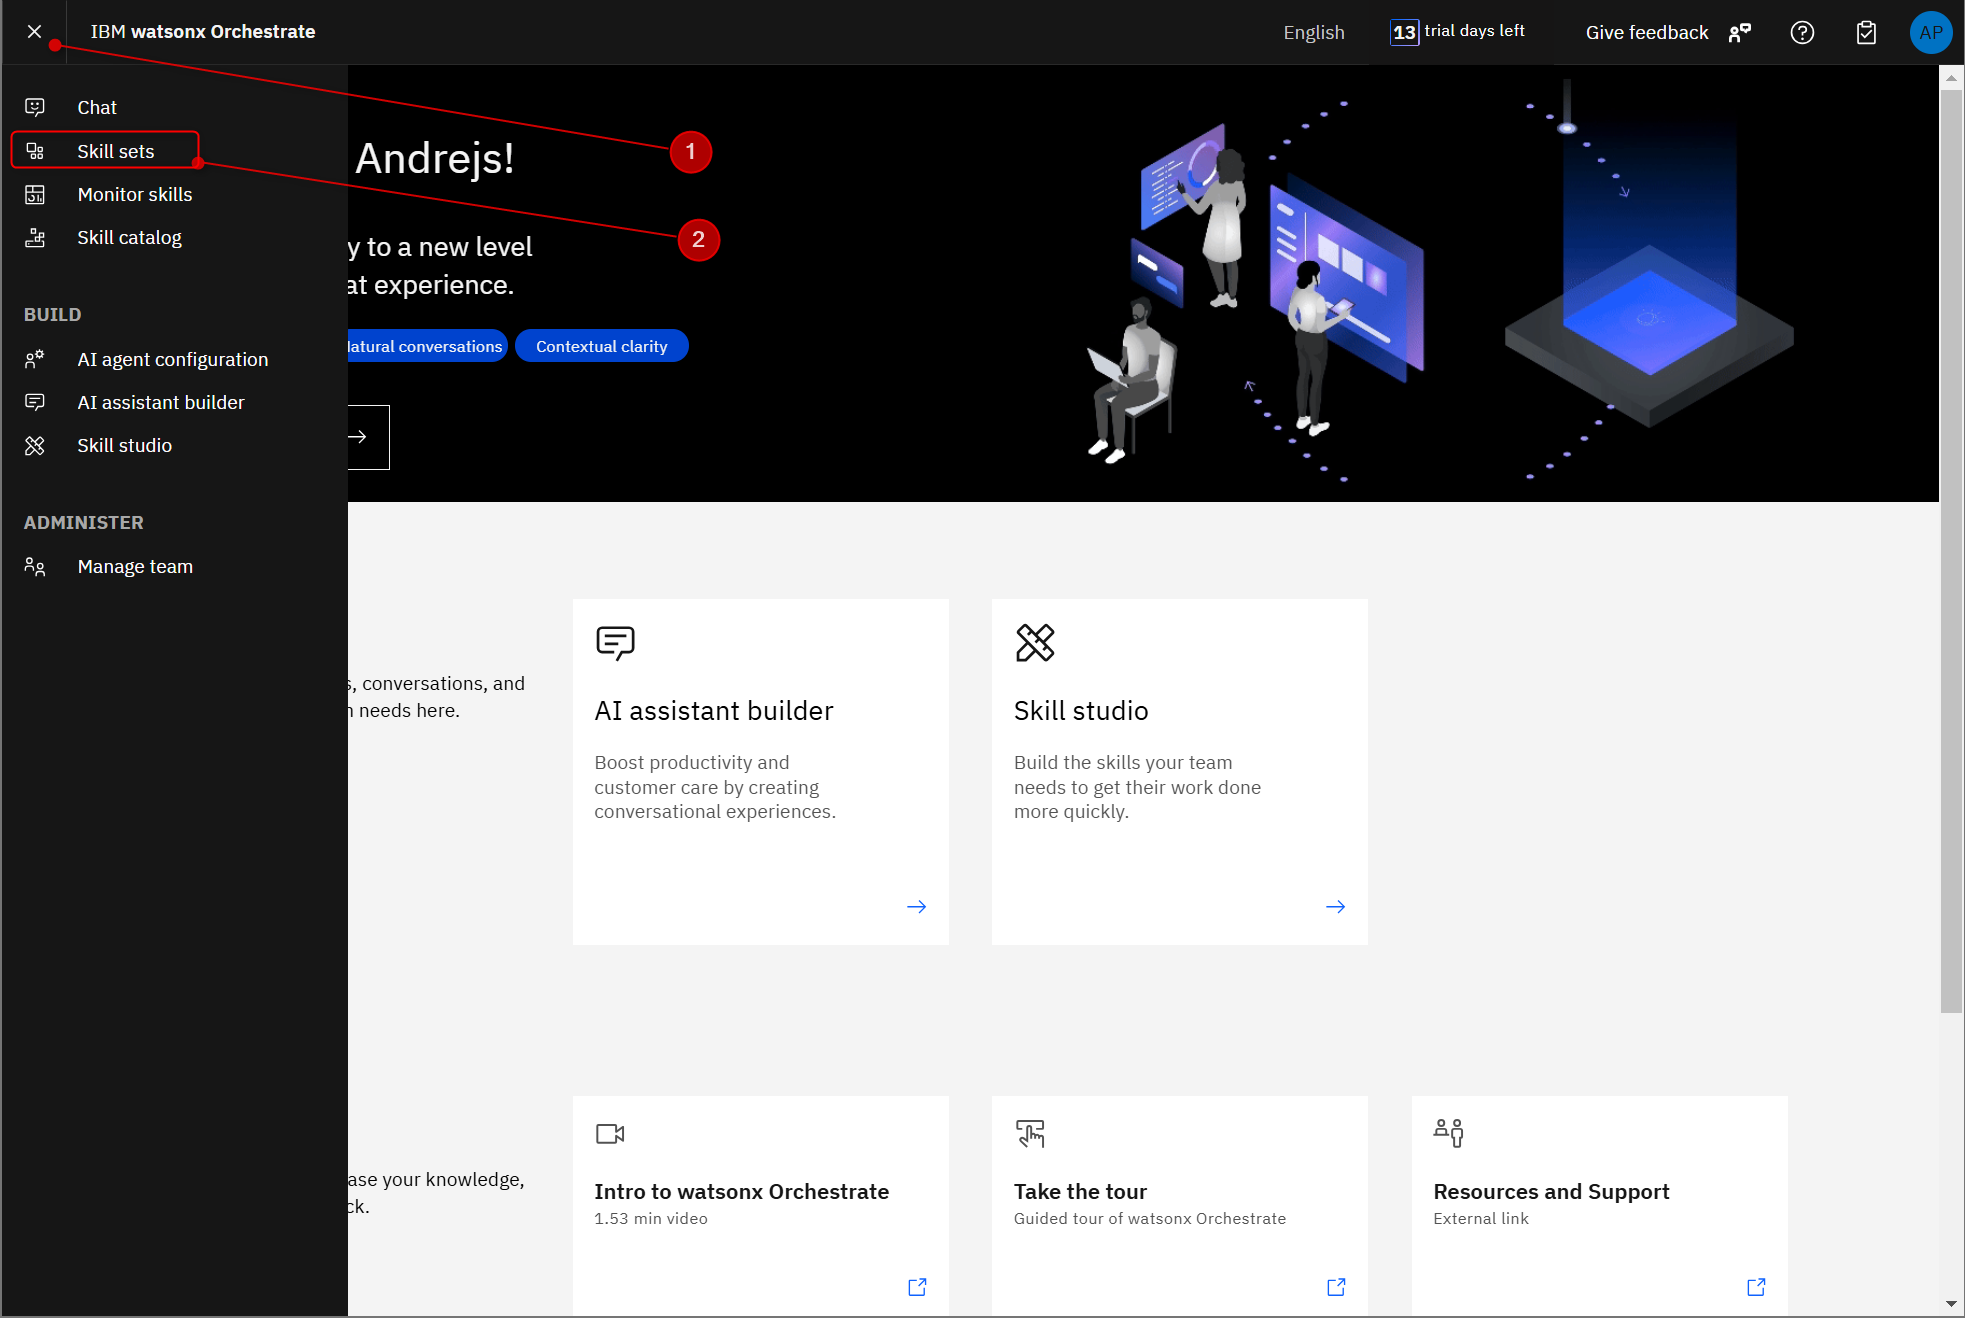 IBM watsonx Orchestrate
English
13 trial days left
Give feedback
AP
Chat
Skill sets
Monitor skills
Skill catalog
BUILD
AI agent configuration
AI assistant builder
Skill studio
ADMINISTER
Manage team
1
2
Andrejs!
y to a new level
at experience.
atural conversations
Contextual clarity
s, conversations, and
needs here.
AI assistant builder
Boost productivity and
customer care by creating
conversational experiences.
Skill studio
Build the skills your team
needs to get their work done
more quickly.
ase your knowledge,
ck.
Intro to watsonx Orchestrate
1.53 min video
Take the tour
Guided tour of watsonx Orchestrate
Resources and Support
External link